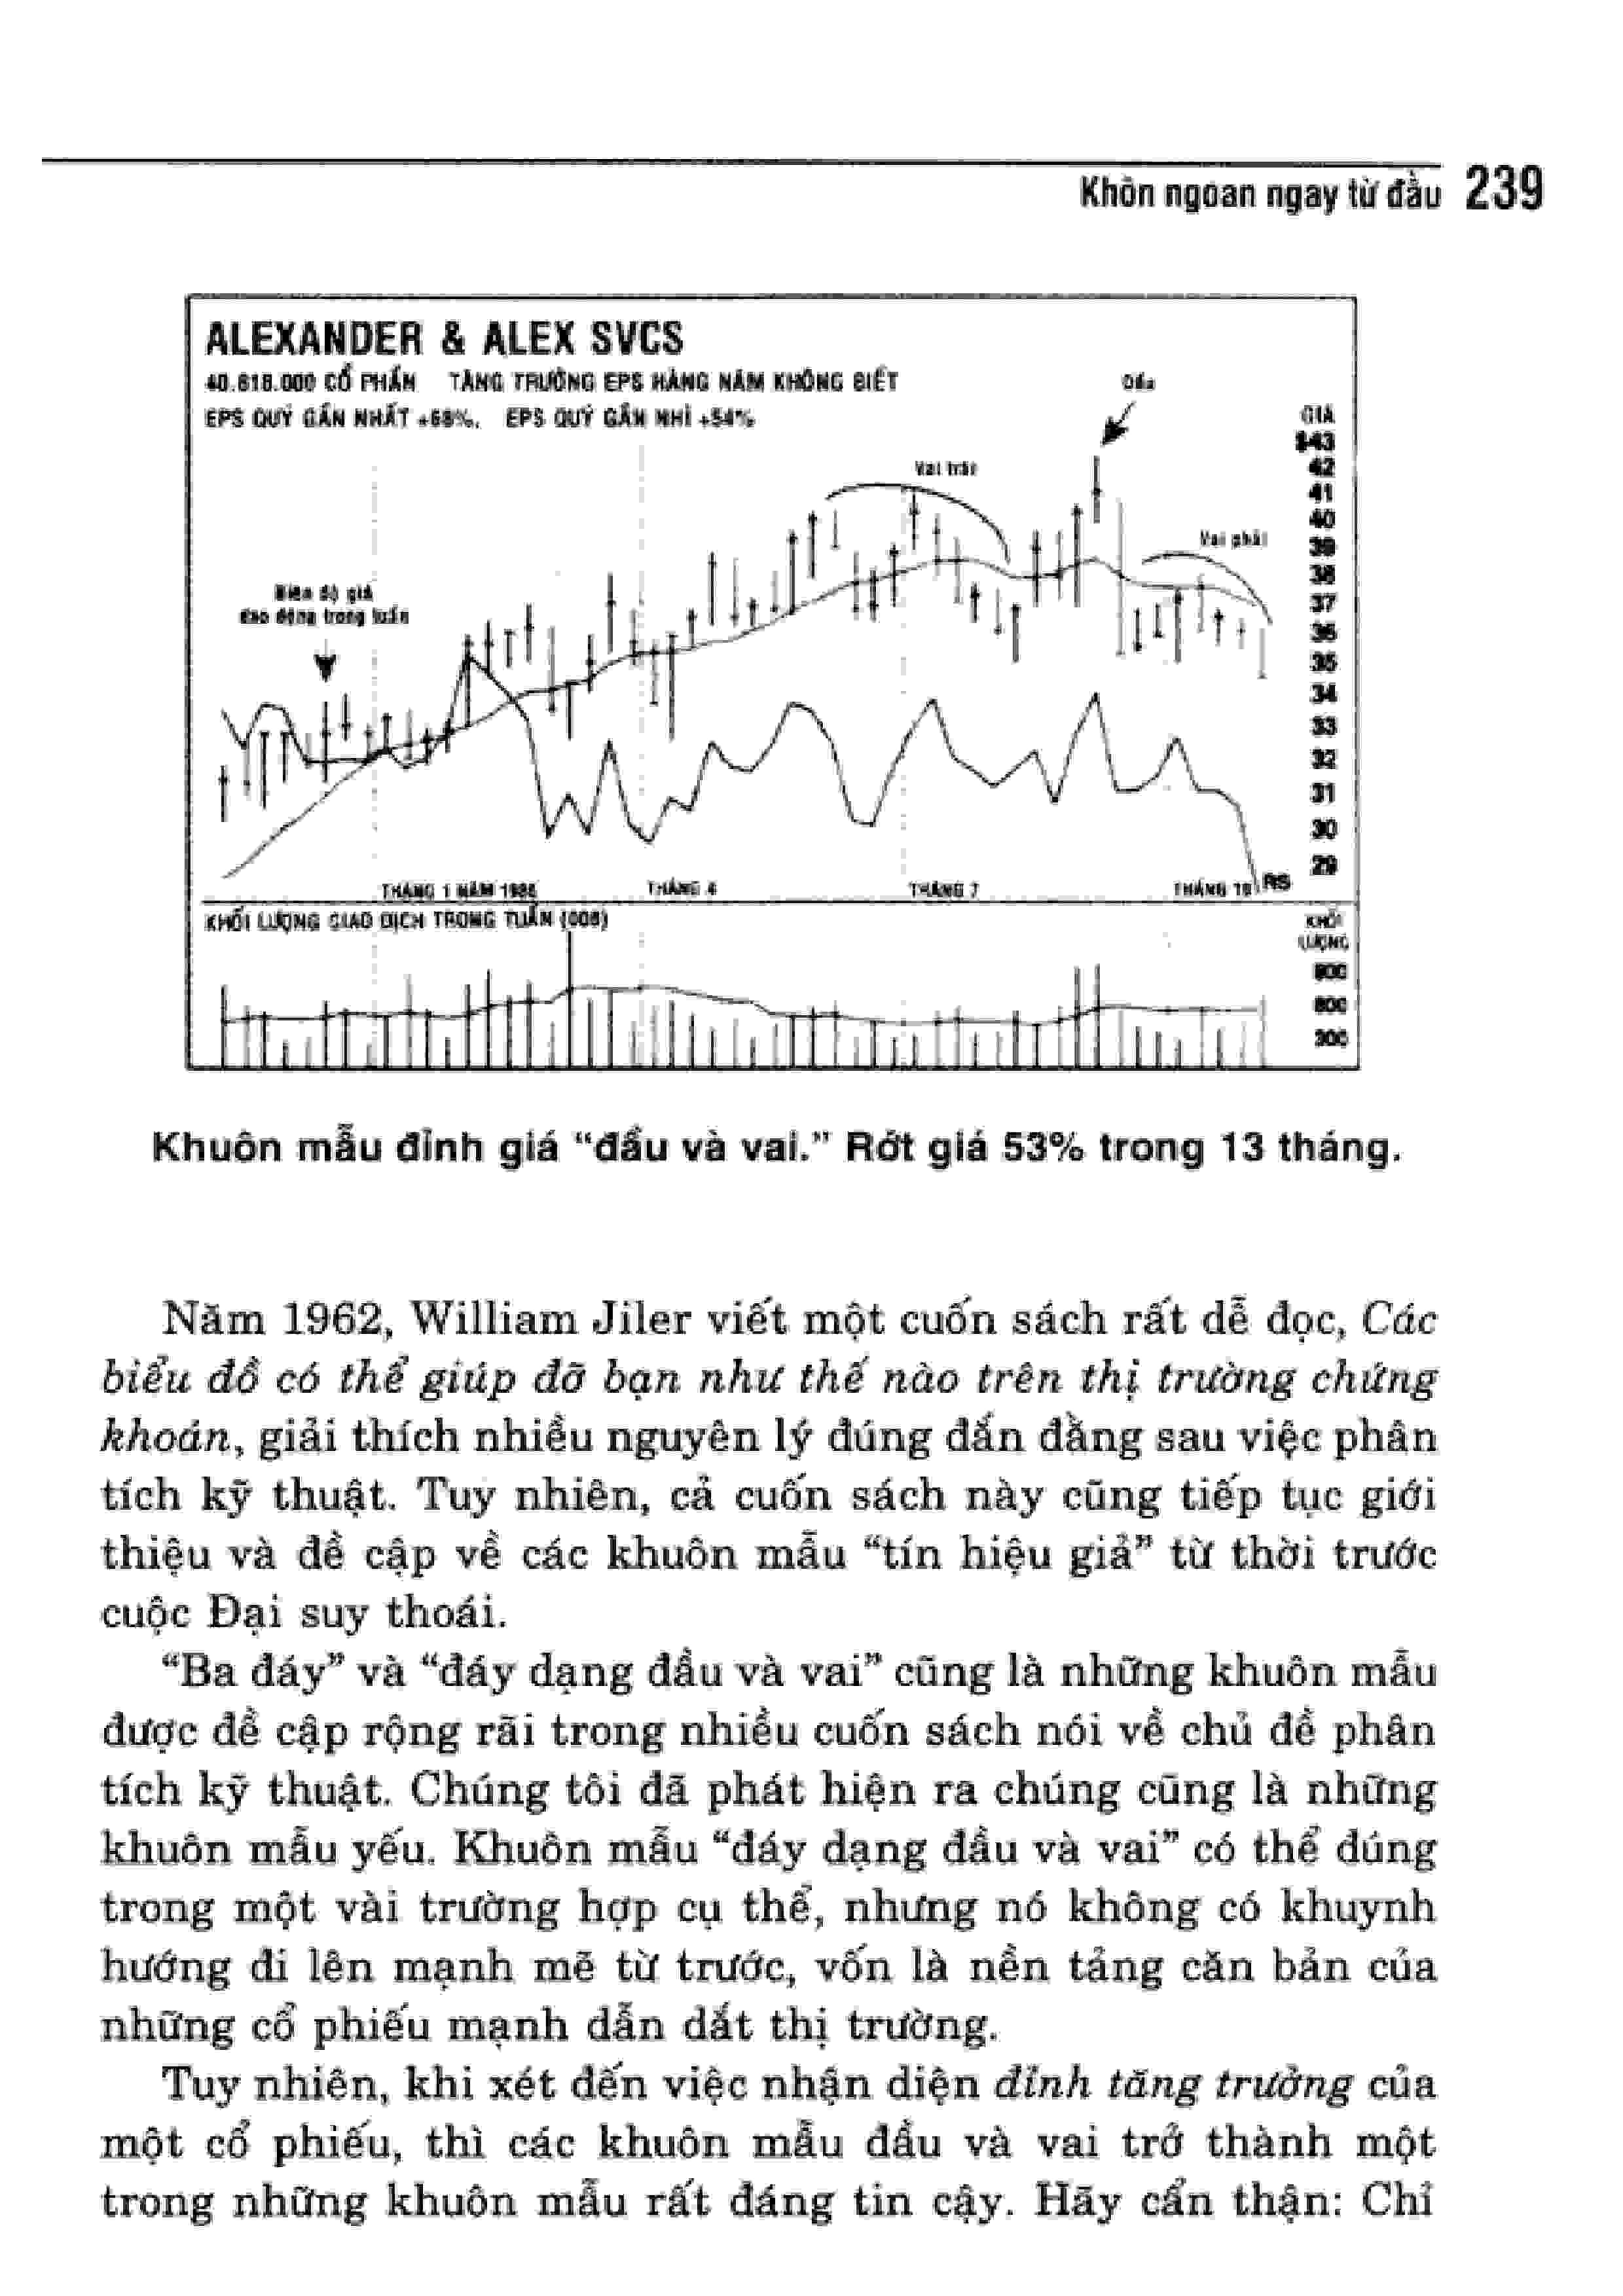 Khôn ngoan ngay từ đầu 239
ALEXANDER & ALEX SVCS
40.618.000 CỔ PHẦN TĂNG TRƯỞNG EPS HÀNG NĂM KHÔNG BIẾT
EPS QUÝ GẦN NHẤT +68%, EPS QUÝ GẦN NHÌ +54%
GIÁ
$43
42
Vai trái
41
40
Vai phải
39
38
Biên độ giá
37
dao động trong tuần
36
35
34
33
32
31
30
29
THÁNG 1 NĂM 1986 THÁNG 4 THÁNG 7 THÁNG 10 RS
KHỐI LƯỢNG GIAO DỊCH TRONG TUẦN (000)
KHỐI
LƯỢNG
900
600
300
Khuôn mẫu đỉnh giá “đầu và vai.” Rớt giá 53% trong 13 tháng.
Năm 1962, William Jiler viết một cuốn sách rất dễ đọc, Các
biểu đồ có thể giúp đỡ bạn như thế nào trên thị trường chứng
khoán, giải thích nhiều nguyên lý đúng đắn đằng sau việc phân
tích kỹ thuật. Tuy nhiên, cả cuốn sách này cũng tiếp tục giới
thiệu và đề cập về các khuôn mẫu “tín hiệu giả” từ thời trước
cuộc Đại suy thoái.
“Ba đáy” và “đáy dạng đầu và vai” cũng là những khuôn mẫu
được đề cập rộng rãi trong nhiều cuốn sách nói về chủ đề phân
tích kỹ thuật. Chúng tôi đã phát hiện ra chúng cũng là những
khuôn mẫu yếu. Khuôn mẫu “đáy dạng đầu và vai” có thể đúng
trong một vài trường hợp cụ thể, nhưng nó không có khuynh
hướng đi lên mạnh mẽ từ trước, vốn là nền tảng căn bản của
những cổ phiếu mạnh dẫn dắt thị trường.
Tuy nhiên, khi xét đến việc nhận diện đỉnh tăng trưởng của
một cổ phiếu, thì các khuôn mẫu đầu và vai trở thành một
trong những khuôn mẫu rất đáng tin cậy. Hãy cẩn thận: Chỉ